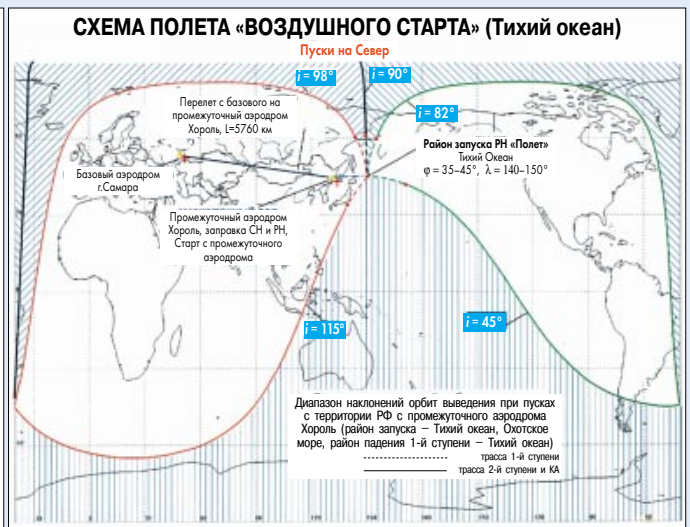 СХЕМА ПОЛЕТА «ВОЗДУШНОГО СТАРТА» (Тихий океан)
Пуски на Север
i = 98°
i = 90°
i = 82°
Перелет с базового на
промежуточный аэродром
Хороль, L=5760 км
Район запуска РН «Полет»
Тихий Океан
φ = 35–45°, λ = 140–150°
Базовый аэродром
г.Самара
Промежуточный аэродром
Хороль, заправка СН и РН,
Старт с промежуточного
аэродрома
i = 115°
i = 45°
Диапазон наклонений орбит выведения при пусках
с территории РФ с промежуточного аэродрома
Хороль (район запуска – Тихий океан, Охотское
море, район падения 1-й ступени – Тихий океан)
трасса 1-й ступени
трасса 2-й ступени и КА